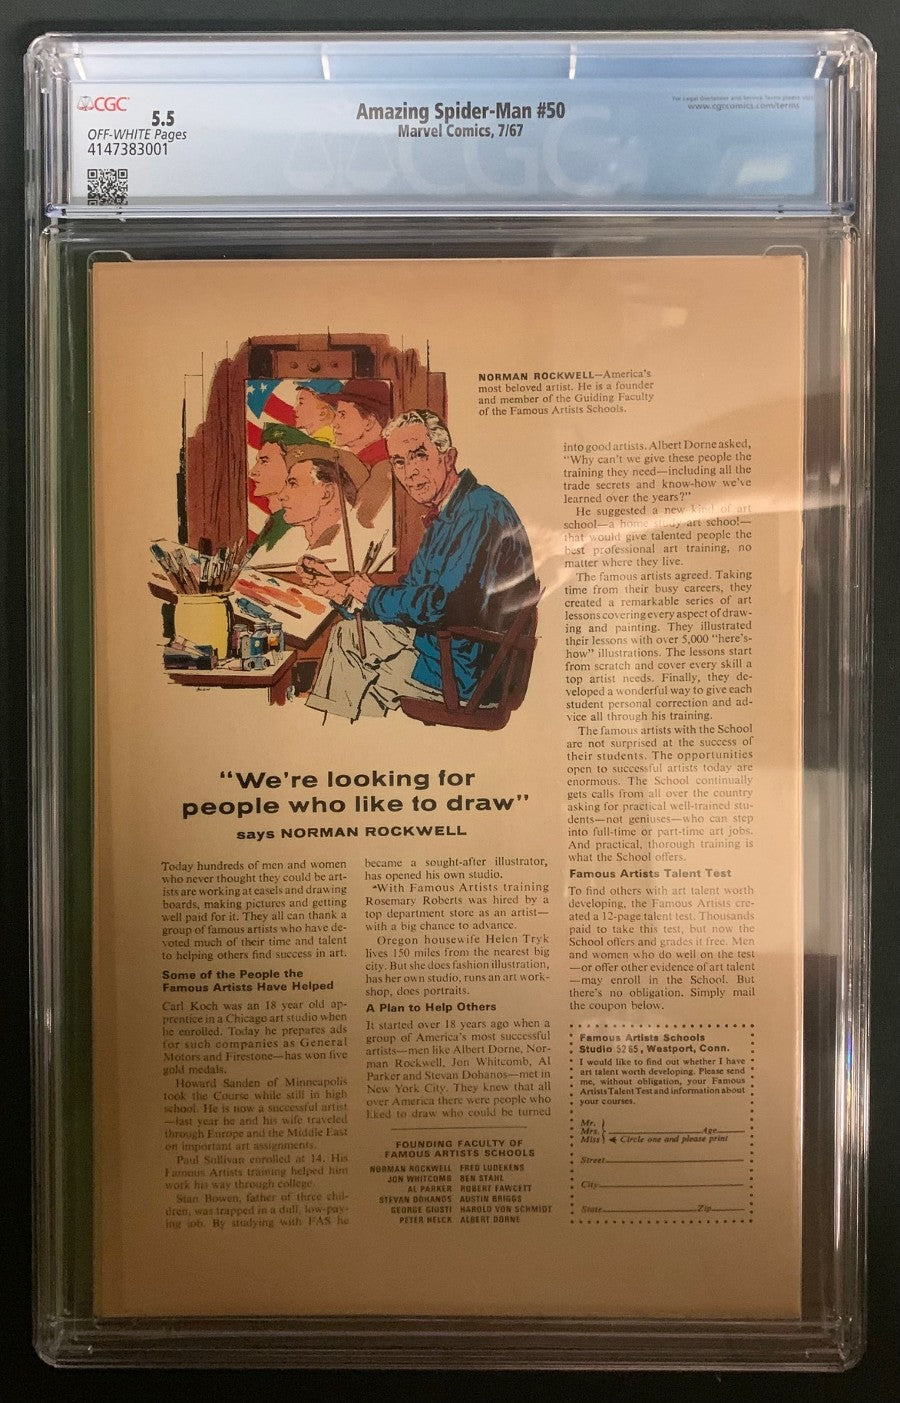 CGC
5.5
OFF-WHITE Pages
4147383001
Amazing Spider-Man #50
Marvel Comics, 7/67
www.cgccomics.com/terms
NORMAN ROCKWELL—America's
most beloved artist. He is a founder
and member of the Guiding Faculty
of the Famous Artists Schools.
"We're looking for
people who like to draw"
says NORMAN ROCKWELL
Today hundreds of men and women
who never thought they could be art-
ists are working at easels and drawing
boards, making pictures and getting
well paid for it. They all can thank a
group of famous artists who have de-
voted much of their time and talent
to helping others find success in art.
Some of the People the
Famous Artists Have Helped
Carl Koch was an 18 year old ap-
prentice in a Chicago art studio when
he enrolled. Today he prepares ads
for such companies as General
Motors and Firestone—has won five
gold medals.
Howard Sanden of Minneapolis
took the Course while still in high
school. He is now a successful artist
—last year he and his wife traveled
through Europe and the Middle East
on important art assignments.
Paul Sullivan enrolled at 14. His
Famous Artists training helped him
work his way through college.
Stan Bowen, father of three chil-
dren, was trapped in a dull, low-pay-
ing job. By studying with FAS he
became a sought-after illustrator,
has opened his own studio.
With Famous Artists training
Rosemary Roberts was hired by a
top department store as an artist—
with a big chance to advance.
Oregon housewife Helen Tryk
lives 150 miles from the nearest big
city. But she does fashion illustration,
has her own studio, runs an art work-
shop, does portraits.
A Plan to Help Others
It started over 18 years ago when a
group of America's most successful
artists—men like Albert Dorne, Nor-
man Rockwell, Jon Whitcomb, Al
Parker and Stevan Dohanos—met in
New York City. They knew that all
over America there were people who
liked to draw who could be turned
FOUNDING FACULTY OF
FAMOUS ARTISTS SCHOOLS
NORMAN ROCKWELL FRED LUDEKENS
JON WHITCOMB BEN STAHL
AL PARKER ROBERT FAWCETT
STEVAN DOHANOS AUSTIN BRIGGS
GEORGE GIUSTI HAROLD VON SCHMIDT
PETER HELCK ALBERT DORNE
into good artists. Albert Dorne asked,
"Why can't we give these people the
training they need—including all the
trade secrets and know-how we've
learned over the years?"
He suggested a new kind of art
school—a home study art school—
that would give talented people the
best professional art training, no
matter where they live.
The famous artists agreed. Taking
time from their busy careers, they
created a remarkable series of art
lessons covering every aspect of draw-
ing and painting. They illustrated
their lessons with over 5,000 "here's-
how" illustrations. The lessons start
from scratch and cover every skill a
top artist needs. Finally, they de-
veloped a wonderful way to give each
student personal correction and ad-
vice all through his training.
The famous artists with the School
are not surprised at the success of
their students. The opportunities
open to successful artists today are
enormous. The School continually
gets calls from all over the country
asking for practical well-trained stu-
dents—not geniuses—who can step
into full-time or part-time art jobs.
And practical, thorough training is
what the School offers.
Famous Artists Talent Test
To find others with art talent worth
developing, the Famous Artists cre-
ated a 12-page talent test. Thousands
paid to take this test, but now the
School offers and grades it free. Men
and women who do well on the test
—or offer other evidence of art talent
—may enroll in the School. But
there's no obligation. Simply mail
the coupon below.
Famous Artists Schools
Studio 5265, Westport, Conn.
I would like to find out whether I have
art talent worth developing. Please send
me, without obligation, your Famous
Artists Talent Test and information about
your courses.
Mr.
Mrs. Age
Miss Circle one and please print
Street
City
State Zip